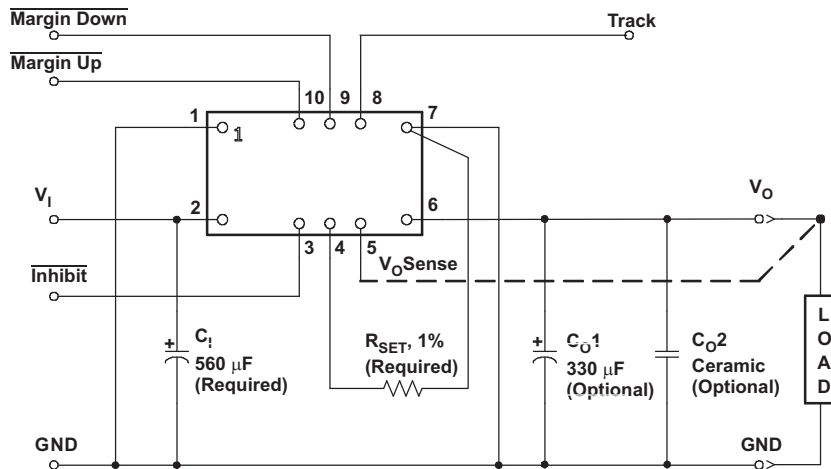 Margin Down
Track
Margin Up
10 9 8
1 7
1
V_I
2 6
V_O
3 4 5
V_OSense
Inhibit
C_I
560 μF
(Required)
R_SET, 1%
(Required)
C_O1
330 μF
(Optional)
C_O2
Ceramic
(Optional)
L
O
A
D
GND
GND